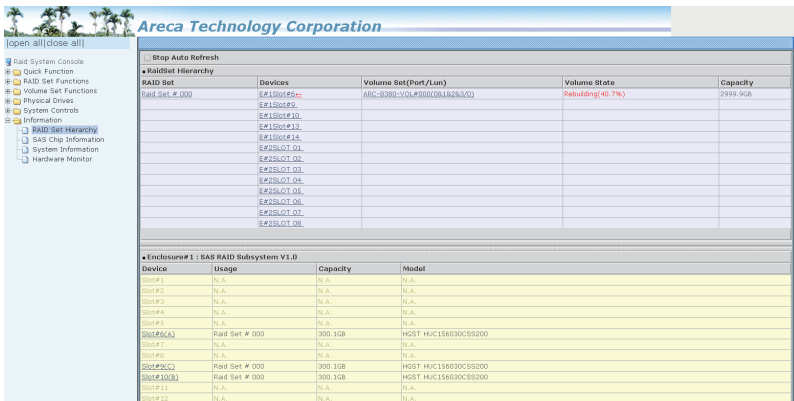 Areca Technology Corporation
|open all|close all|
Raid System Console
Quick Function
RAID Set Functions
Volume Set Functions
Physical Drives
System Controls
Information
RAID Set Hierarchy
SAS Chip Information
System Information
Hardware Monitor
Stop Auto Refresh
RaidSet Hierarchy
RAID Set Devices Volume Set(Port/Lun) Volume State Capacity
Raid Set # 000 E#1Slot#6← ARC-8380-VOL#000(0&1&2&3/0) Rebuilding(40.7%) 2999.9GB
E#1Slot#9
E#1Slot#10
E#1Slot#13
E#1Slot#14
E#2SLOT 01
E#2SLOT 02
E#2SLOT 03
E#2SLOT 04
E#2SLOT 05
E#2SLOT 06
E#2SLOT 07
E#2SLOT 08
Enclosure#1 : SAS RAID Subsystem V1.0
Device Usage Capacity Model
Slot#1 N.A. N.A. N.A.
Slot#2 N.A. N.A. N.A.
Slot#3 N.A. N.A. N.A.
Slot#4 N.A. N.A. N.A.
Slot#5 N.A. N.A. N.A.
Slot#6(A) Raid Set # 000 300.1GB HGST HUC156030CSS200
Slot#7 N.A. N.A. N.A.
Slot#8 N.A. N.A. N.A.
Slot#9(C) Raid Set # 000 300.1GB HGST HUC156030CSS200
Slot#10(B) Raid Set # 000 300.1GB HGST HUC156030CSS200
Slot#11 N.A. N.A. N.A.
Slot#12 N.A. N.A. N.A.